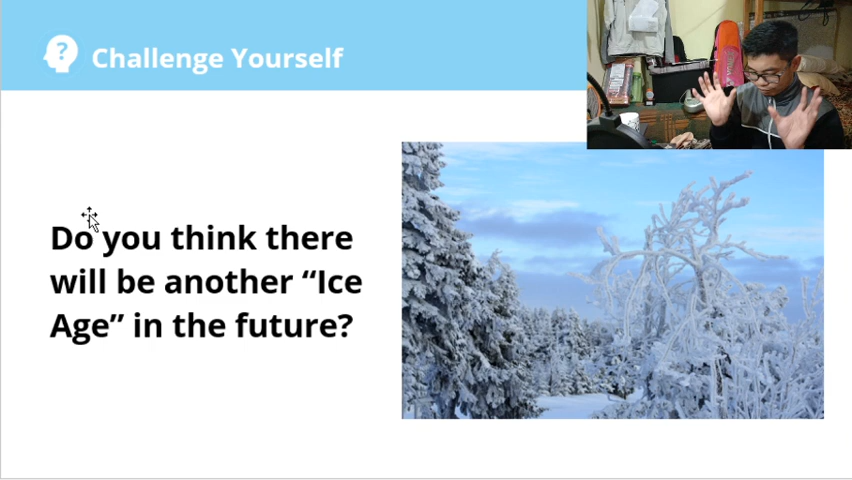 ?
Challenge Yourself
Do you think there
will be another “Ice
Age” in the future?